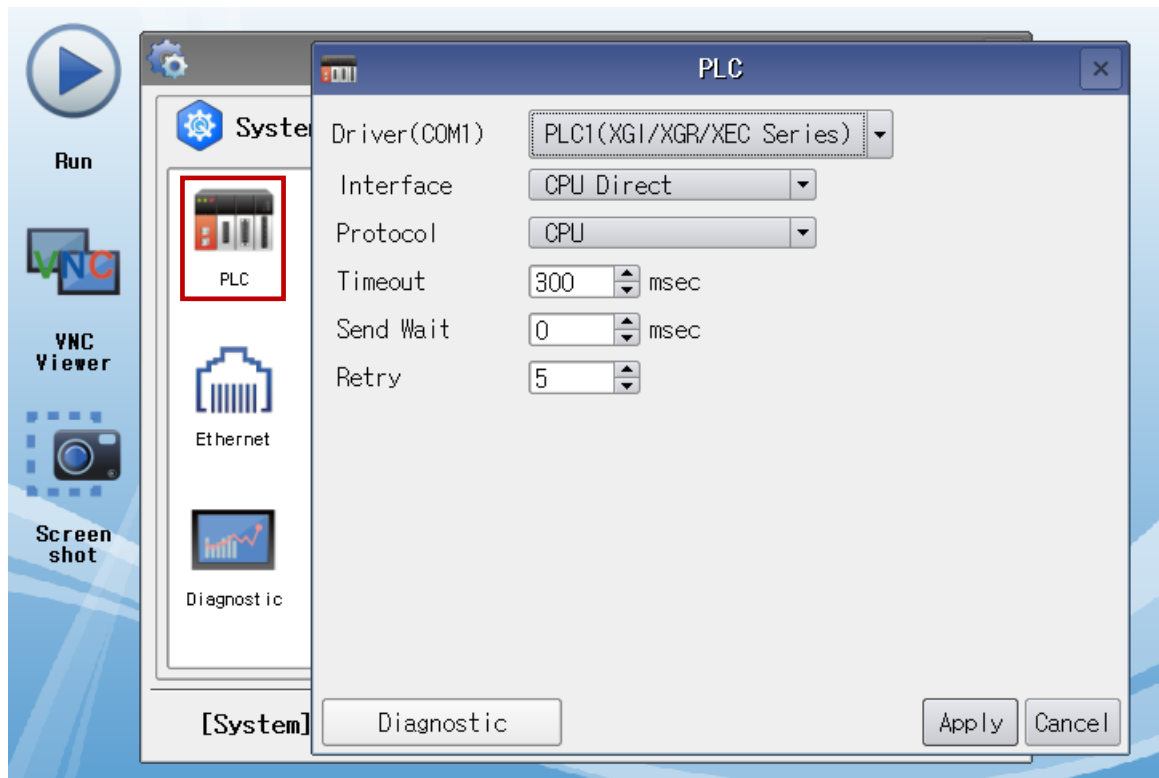 Run
VNC
VNC
Viewer
Screen
shot
System
PLC
Ethernet
Diagnostic
[System]
PLC
Driver(COM1) PLC1(XGI/XGR/XEC Series)
Interface CPU Direct
Protocol CPU
Timeout 300 msec
Send Wait 0 msec
Retry 5
Diagnostic Apply Cancel